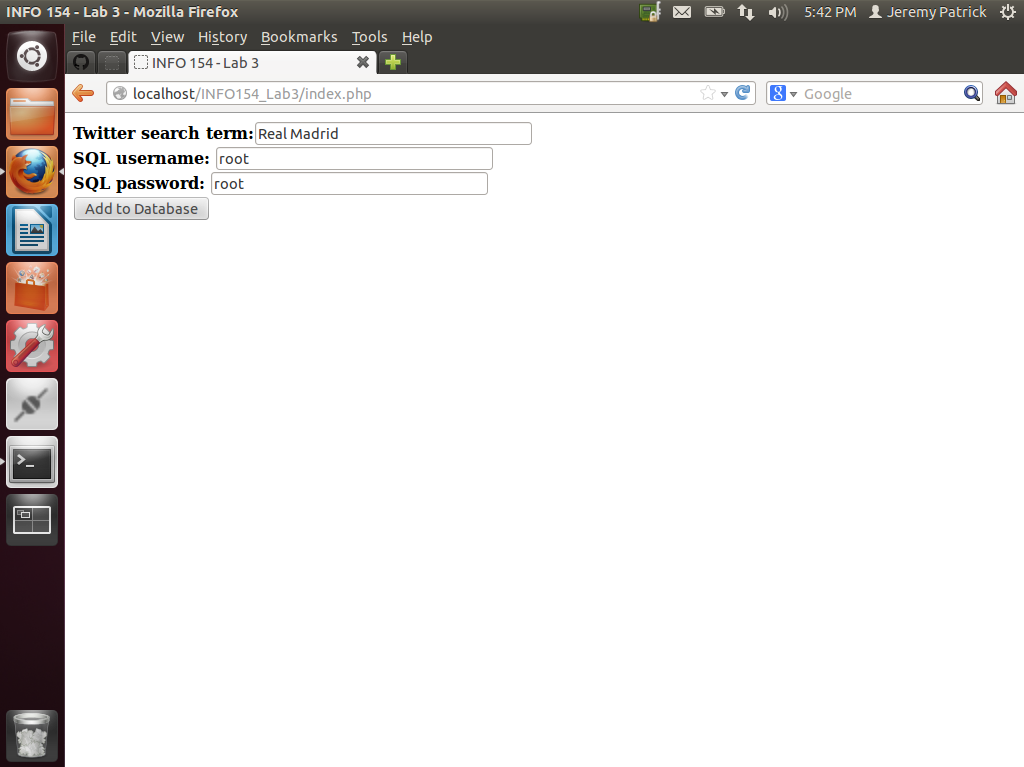 INFO 154 - Lab 3 - Mozilla Firefox
5:42 PM Jeremy Patrick
File Edit View History Bookmarks Tools Help
INFO 154 - Lab 3
localhost/INFO154_Lab3/index.php
8 Google
Twitter search term: Real Madrid
SQL username: root
SQL password: root
Add to Database
>_